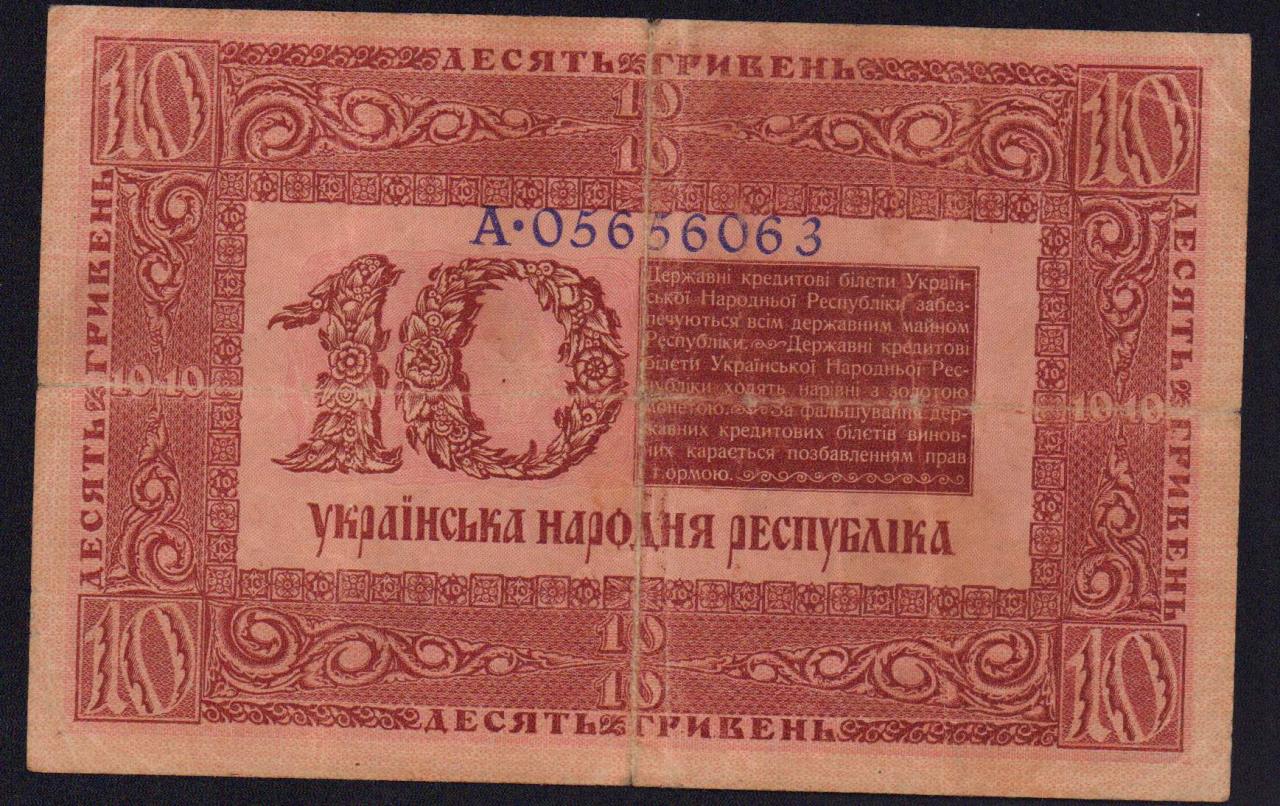 10 ДЕСЯТЬ ГРИВЕНЬ 10
10
10
ДЕСЯТЬ ГРИВЕНЬ
ДЕСЯТЬ ГРИВЕНЬ
А·05656063
10
Державні кредитові білети Україн-
ської Народньої Республіки забез-
печуються всім державним майном
Республіки. Державні кредитові
білети Української Народньої Рес-
публіки ходять нарівні з золотою
монетою. За фальшування дер-
жавних кредитових білетів винов-
них карається позбавленням прав
і
10 10
10 10
УКРАЇНСЬКА НАРОДНЯ РЕСПУБЛІКА
10
10
10 ДЕСЯТЬ ГРИВЕНЬ 10